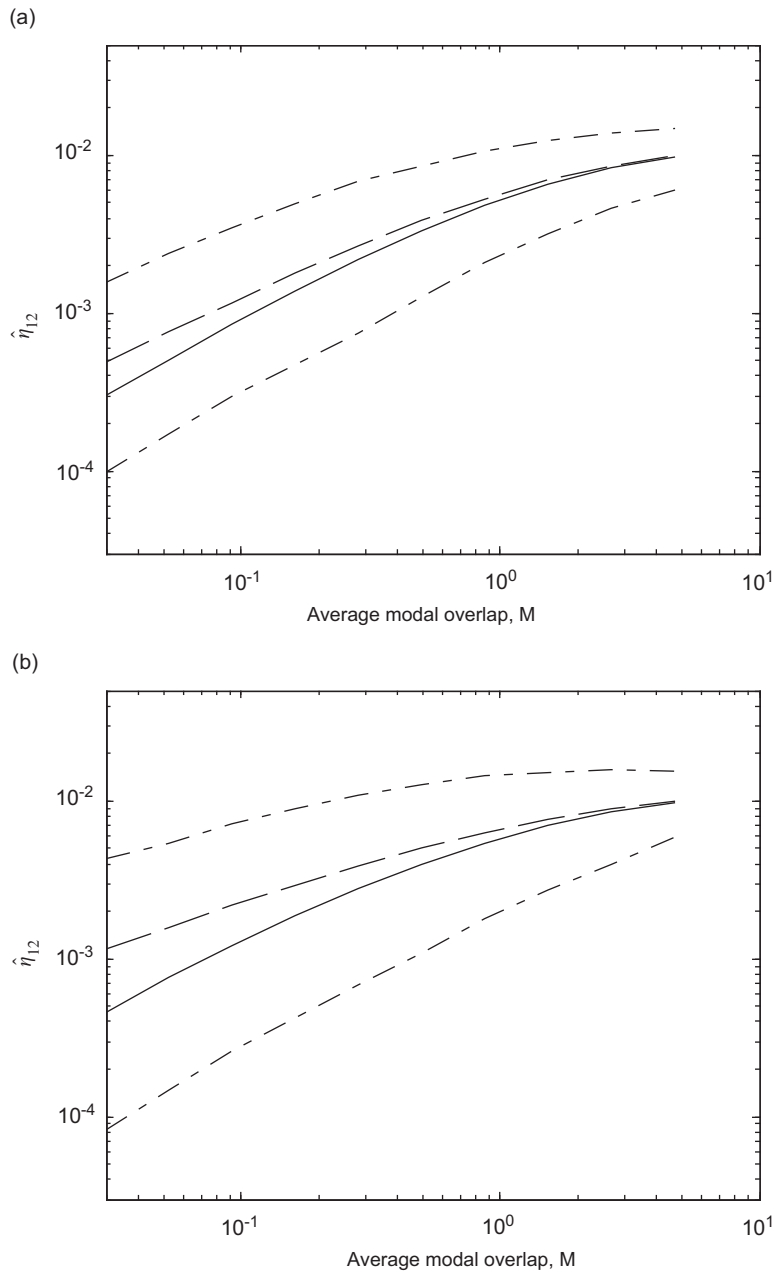 (a)
10⁻²
10⁻³
10⁻⁴
η̂₁₂
10⁻¹ 10⁰ 10¹
Average modal overlap, M
(b)
10⁻²
10⁻³
10⁻⁴
η̂₁₂
10⁻¹ 10⁰ 10¹
Average modal overlap, M